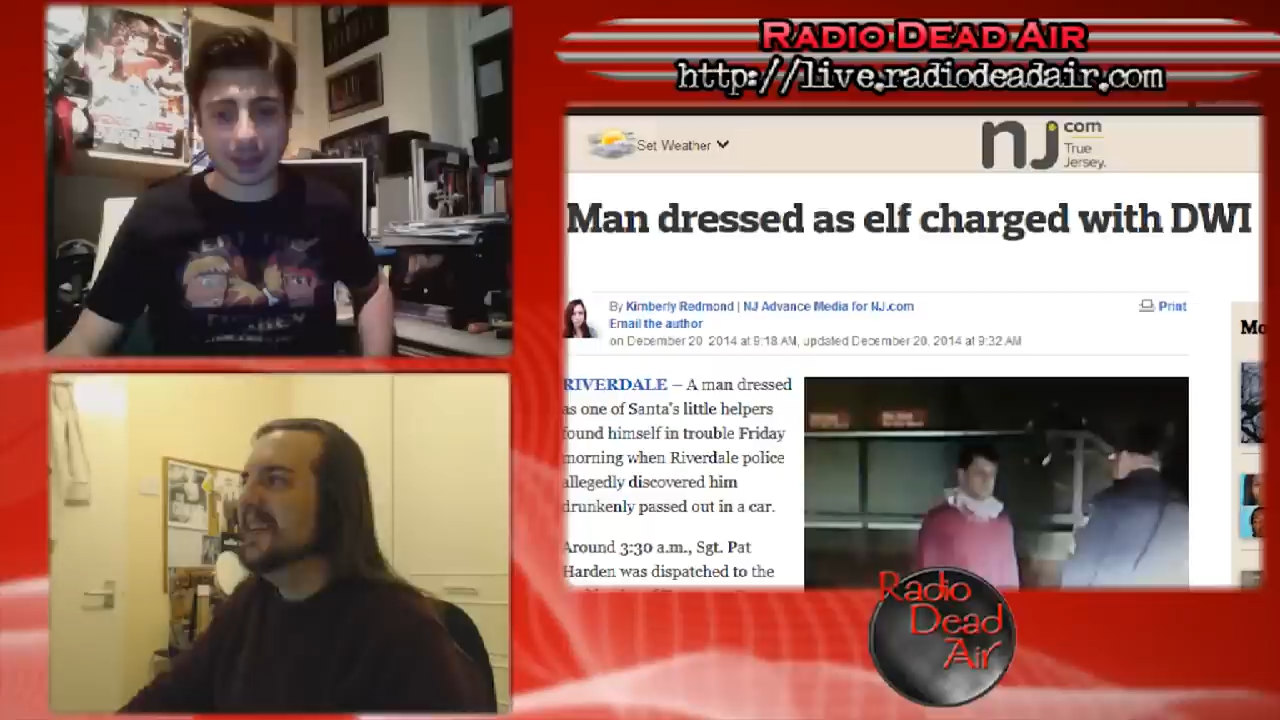 RADIO DEAD AIR
http://live.radiodeadair.com
Set Weather
nj.com
True
Jersey.
Man dressed as elf charged with DWI
By Kimberly Redmond | NJ Advance Media for NJ.com
Email the author
on December 20, 2014 at 9:18 AM, updated December 20, 2014 at 9:32 AM
Print
Mo
RIVERDALE – A man dressed
as one of Santa's little helpers
found himself in trouble Friday
morning when Riverdale police
allegedly discovered him
drunkenly passed out in a car.
Around 3:30 a.m., Sgt. Pat
Harden was dispatched to the
Radio
Dead
Air